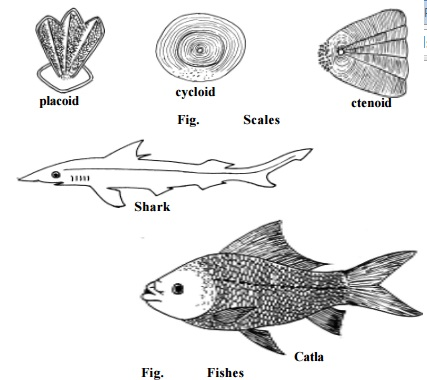 placoid
cycloid
ctenoid
Fig. Scales
Shark
Catla
Fig. Fishes